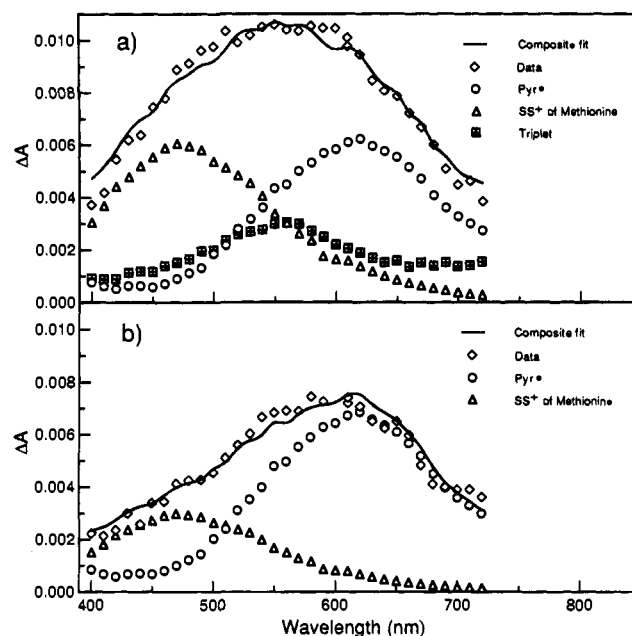 a)
0.010
0.008
0.006
0.004
0.002
0.000
ΔA
Composite fit
Data
Pyr•
SS⁺ of Methionine
Triplet
b)
0.010
0.008
0.006
0.004
0.002
0.000
ΔA
Composite fit
Data
Pyr•
SS⁺ of Methionine
400 500 600 700 800
Wavelength (nm)